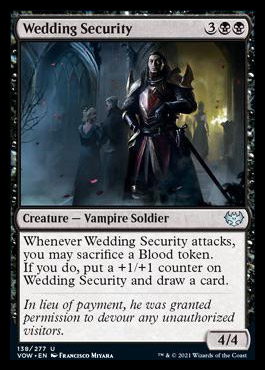 Wedding Security 3
Creature — Vampire Soldier
Whenever Wedding Security attacks,
you may sacrifice a Blood token.
If you do, put a +1/+1 counter on
Wedding Security and draw a card.
In lieu of payment, he was granted
permission to devour any unauthorized
visitors.
4/4
138/277 U
VOW • EN Francisco Miyara
™ & © 2021 Wizards of the Coast